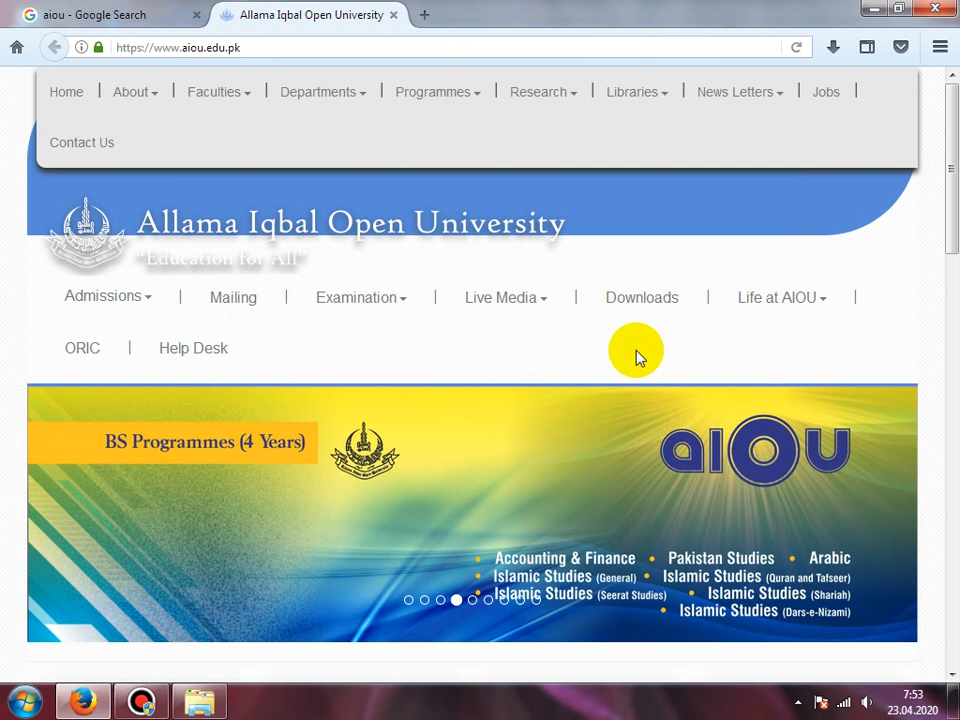 aiou - Google Search
Allama Iqbal Open University
https://www.aiou.edu.pk
Home | About | Faculties | Departments | Programmes | Research | Libraries | News Letters | Jobs |
Contact Us
Allama Iqbal Open University
"Education for All"
Admissions | Mailing | Examination | Live Media | Downloads | Life at AIOU |
ORIC | Help Desk
BS Programmes (4 Years)
aIOU
• Accounting & Finance • Pakistan Studies • Arabic
• Islamic Studies (General) • Islamic Studies (Quran and Tafseer)
• Islamic Studies (Seerat Studies) • Islamic Studies (Shariah)
• Islamic Studies (Dars-e-Nizami)
7:53
23.04.2020